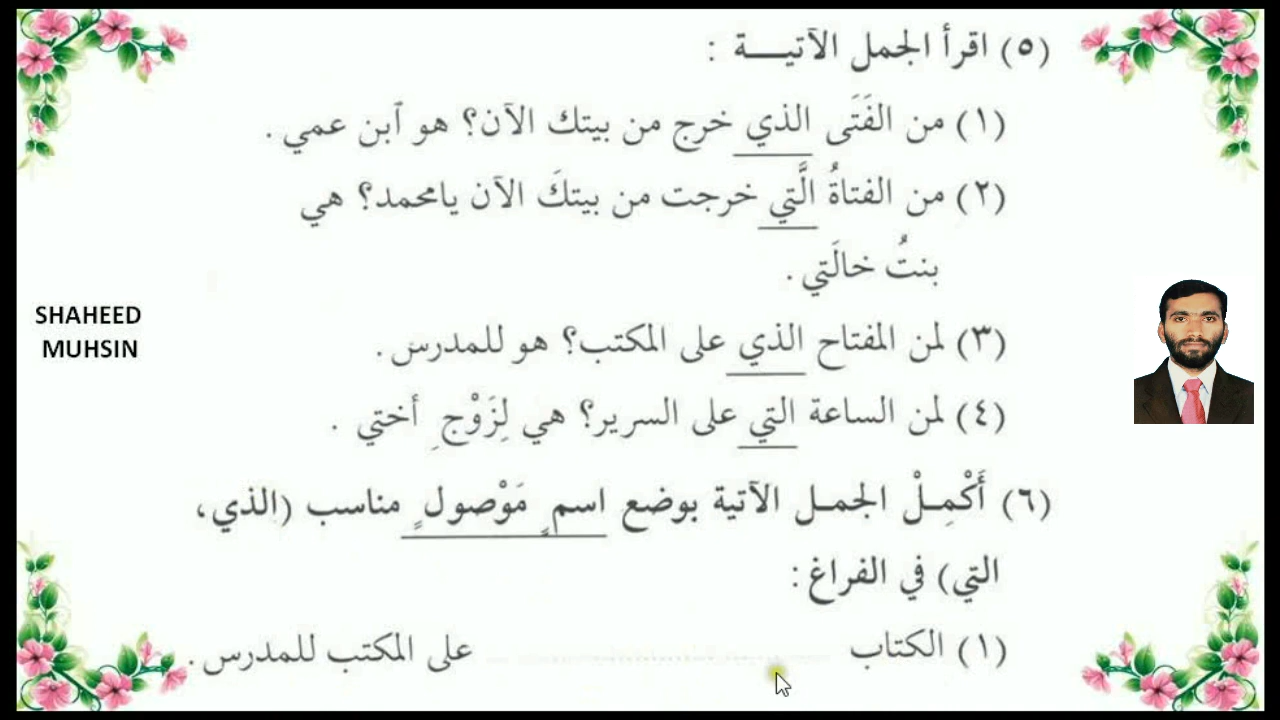 (٥) اقرأ الجمل الآتيـــة :
(١) من الفَتَى الذي خرج من بيتك الآن؟ هو ٱبن عمي .
(٢) من الفتاةُ الَّتي خرجت من بيتكَ الآن يامحمد؟ هي
بنتُ خالَتي .
(٣) لمن المفتاح الذي على المكتب؟ هو للمدرس .
(٤) لمن الساعة التي على السرير؟ هي لِزَوْجِ أختي .
(٦) أَكْمِلْ الجمـل الآتية بوضع اسمٍ مَوْصولٍ مناسب (الذي،
التي) في الفراغ :
(١) الكتاب .................... على المكتب للمدرس .
SHAHEED
MUHSIN